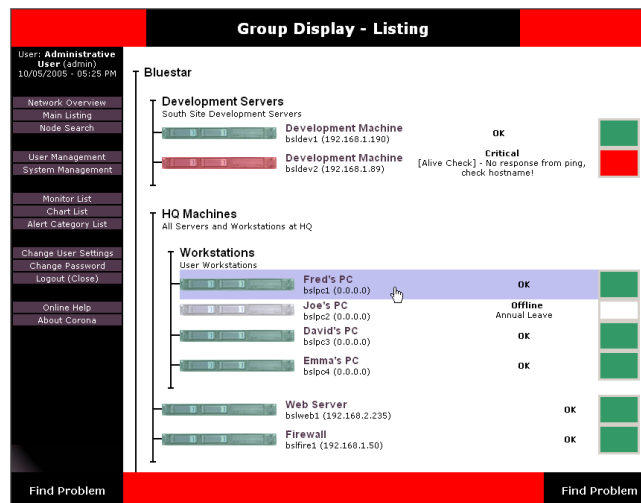 Group Display - Listing
User: Administrative
User (admin)
10/05/2005 - 05:25 PM
Network Overview
Main Listing
Node Search
User Management
System Management
Monitor List
Chart List
Alert Category List
Change User Settings
Change Password
Logout (Close)
Online Help
About Corona
Find Problem
Bluestar
Development Servers
South Site Development Servers
Development Machine
bsldev1 (192.168.1.190)
OK
Development Machine
bsldev2 (192.168.1.89)
Critical
[Alive Check] - No response from ping,
check hostname!
HQ Machines
All Servers and Workstations at HQ
Workstations
User Workstations
Fred's PC
bslpc1 (0.0.0.0)
OK
Joe's PC
bslpc2 (0.0.0.0)
Offline
Annual Leave
David's PC
bslpc3 (0.0.0.0)
OK
Emma's PC
bslpc4 (0.0.0.0)
OK
Web Server
bslweb1 (192.168.2.235)
OK
Firewall
bslfire1 (192.168.1.50)
OK
Find Problem